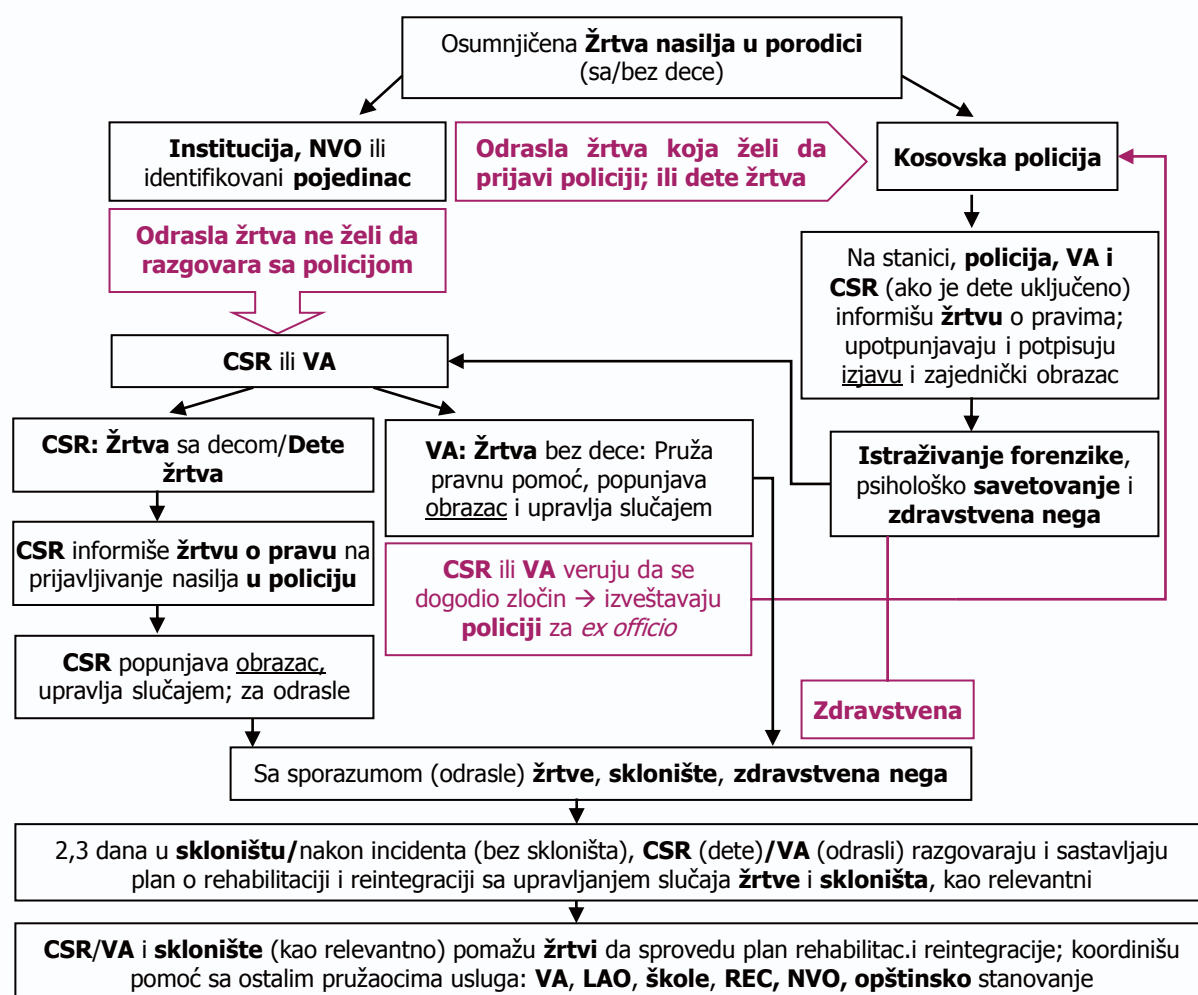 Osumnjičena Žrtva nasilja u porodici
(sa/bez dece)
Institucija, NVO ili
identifikovani pojedinac
Odrasla žrtva koja želi da
prijavi policiji; ili dete žrtva
Kosovska policija
Odrasla žrtva ne želi da
razgovara sa policijom
Na stanici, policija, VA i
CSR (ako je dete uključeno)
informišu žrtvu o pravima;
upotpunjavaju i potpisuju
izjavu i zajednički obrazac
CSR ili VA
CSR: Žrtva sa decom/Dete
žrtva
VA: Žrtva bez dece: Pruža
pravnu pomoć, popunjava
obrazac i upravlja slučajem
Istraživanje forenzike,
psihološko savetovanje i
zdravstvena nega
CSR informiše žrtvu o pravu na
prijavljivanje nasilja u policiju
CSR ili VA veruju da se
dogodio zločin → izveštavaju
policiji za ex officio
CSR popunjava obrazac,
upravlja slučajem; za odrasle
Zdravstvena
Sa sporazumom (odrasle) žrtve, sklonište, zdravstvena nega
2,3 dana u skloništu/nakon incidenta (bez skloništa), CSR (dete)/VA (odrasli) razgovaraju i sastavljaju
plan o rehabilitaciji i reintegraciji sa upravljanjem slučaja žrtve i skloništa, kao relevantni
CSR/VA i sklonište (kao relevantno) pomažu žrtvi da sprovedu plan rehabilitac.i reintegracije; koordinišu
pomoć sa ostalim pružaocima usluga: VA, LAO, škole, REC, NVO, opštinsko stanovanje